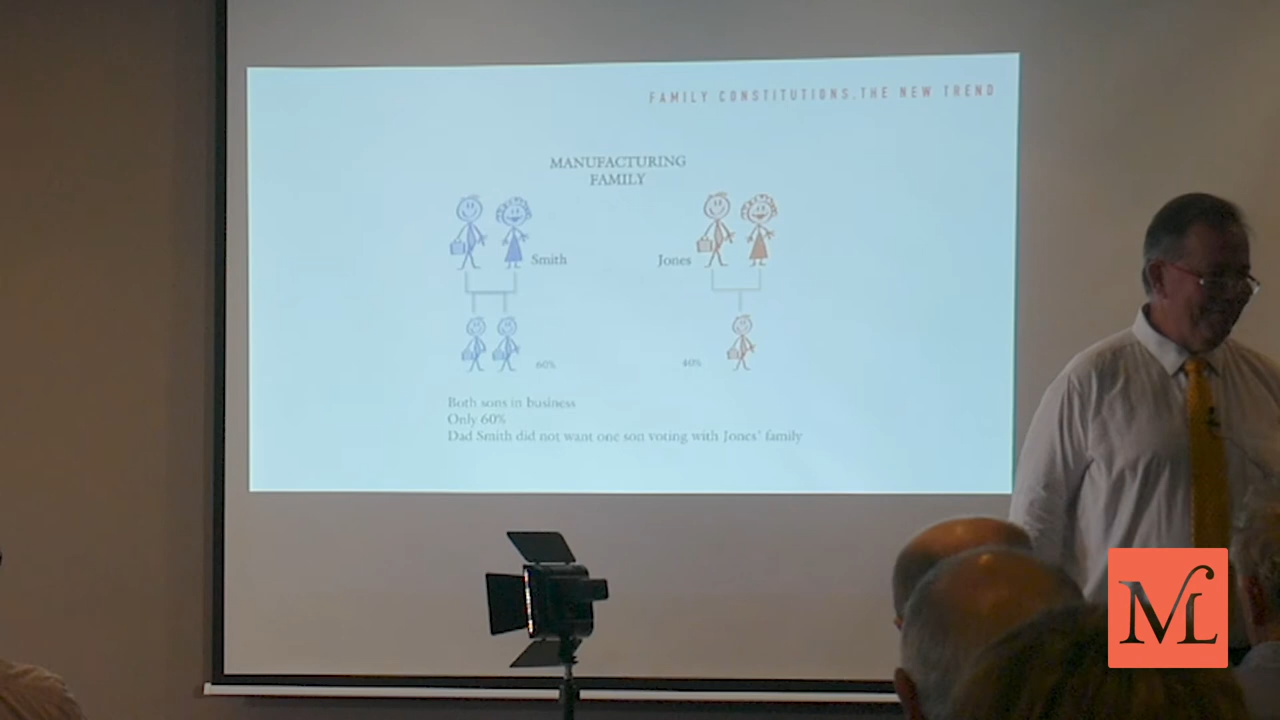 FAMILY CONSTITUTIONS.THE NEW TREND
MANUFACTURING
FAMILY
Smith
Jones
60%
40%
Both sons in business
Only 60%
Dad Smith did not want one son voting with Jones' family
ML